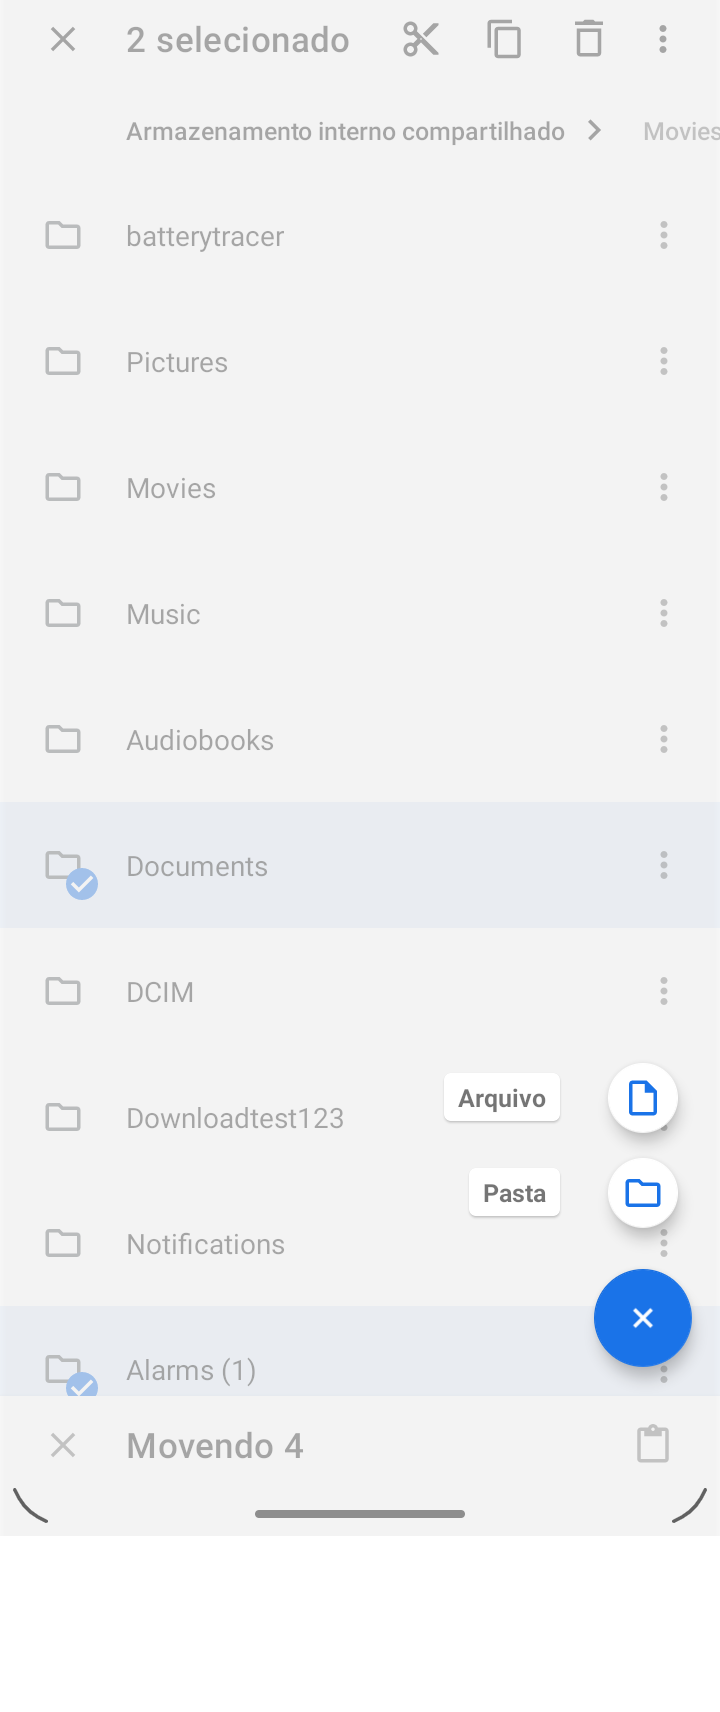 2 selecionado
Armazenamento interno compartilhado
Movies
batterytracer
Pictures
Movies
Music
Audiobooks
Documents
DCIM
Arquivo
Downloadtest123
Pasta
Notifications
Alarms (1)
Movendo 4